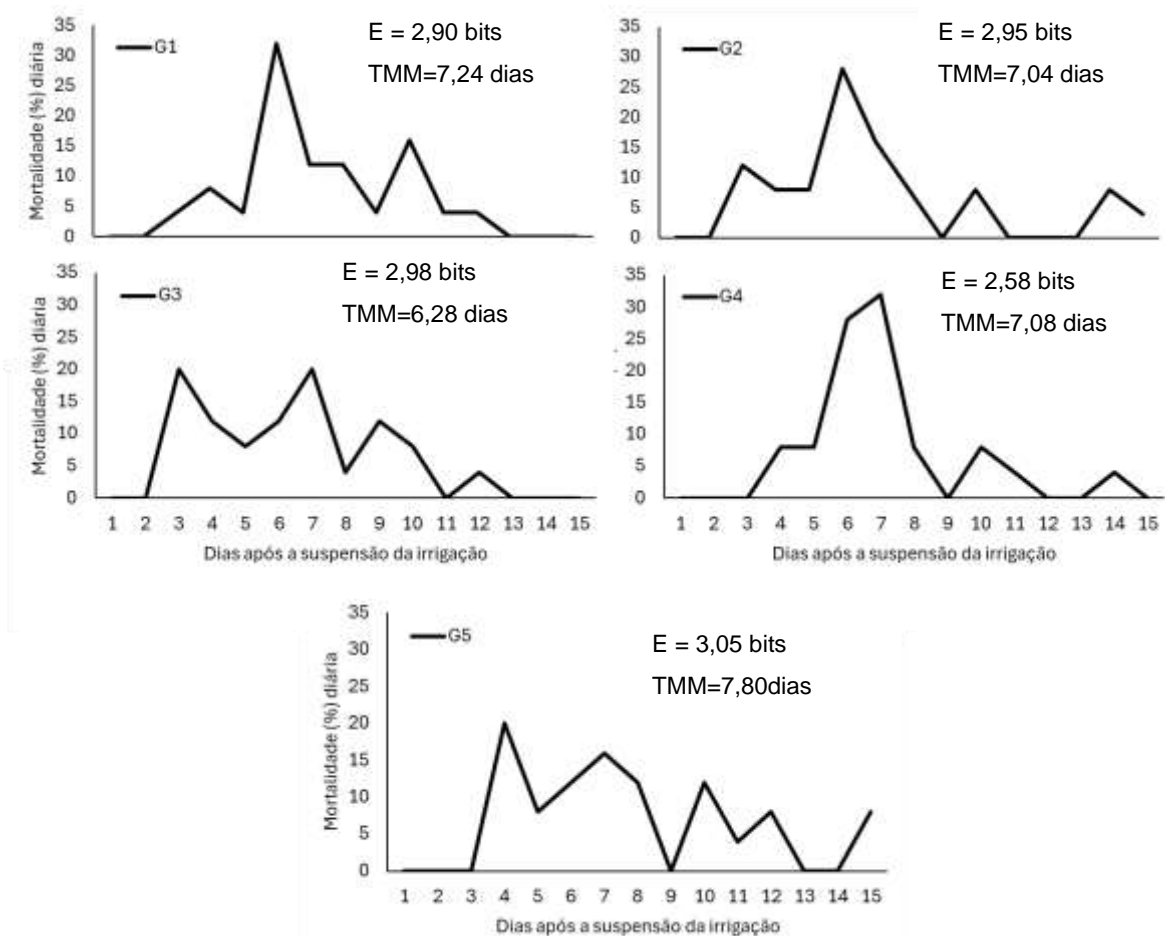 35
30
25
20
15
10
5
0
Mortalidade (%) diária
G1
E = 2,90 bits
TMM=7,24 dias
35
30
25
20
15
10
5
0
G2
E = 2,95 bits
TMM=7,04 dias
35
30
25
20
15
10
5
0
Mortalidade (%) diária
G3
E = 2,98 bits
TMM=6,28 dias
1 2 3 4 5 6 7 8 9 10 11 12 13 14 15
Dias após a suspensão da irrigação
35
30
25
20
15
10
5
0
G4
E = 2,58 bits
TMM=7,08 dias
1 2 3 4 5 6 7 8 9 10 11 12 13 14 15
Dias após a suspensão da irrigação
35
30
25
20
15
10
5
0
Mortalidade (%) diária
G5
E = 3,05 bits
TMM=7,80dias
1 2 3 4 5 6 7 8 9 10 11 12 13 14 15
Dias após a suspensão da irrigação